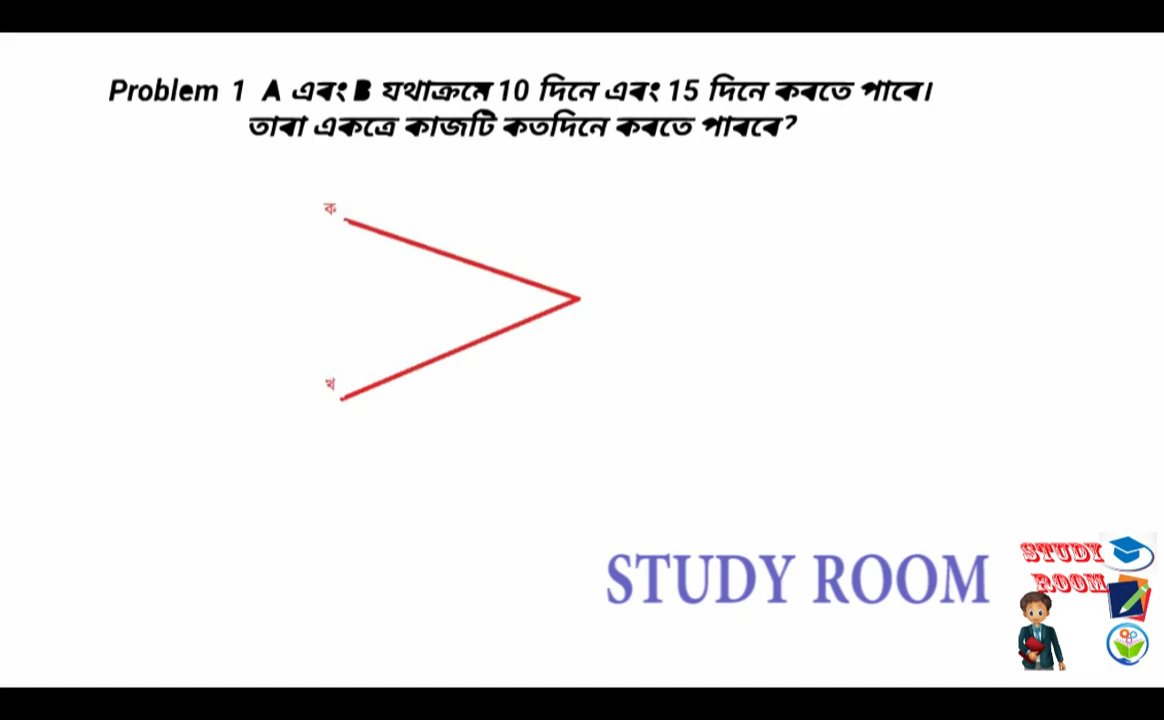 Problem 1 A এবং B যথাক্রমে 10 দিনে এবং 15 দিনে কৰতে পাৰে।
তাৰা একত্রে কাজটি কতদিনে কৰতে পাৰবে?
ক
খ
STUDY ROOM
STUDY
ROOM